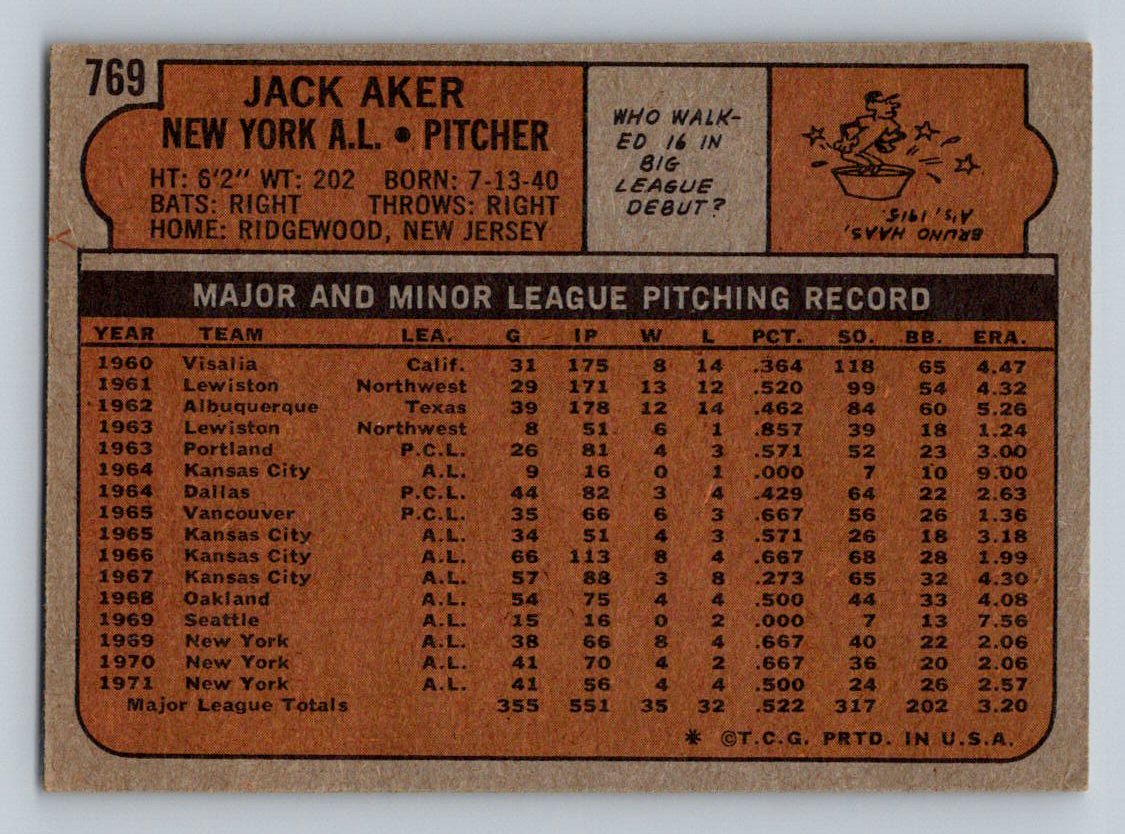 769
JACK AKER
NEW YORK A.L. • PITCHER
HT: 6'2" WT: 202 BORN: 7-13-40
BATS: RIGHT THROWS: RIGHT
HOME: RIDGEWOOD, NEW JERSEY
WHO WALK-
ED 16 IN
BIG
LEAGUE
DEBUT?
BRUNO HAAS,
A'S, 1915.
MAJOR AND MINOR LEAGUE PITCHING RECORD
YEAR TEAM LEA. G IP W L PCT. SO. BB. ERA.
1960 Visalia Calif. 31 175 8 14 .364 118 65 4.47
1961 Lewiston Northwest 29 171 13 12 .520 99 54 4.32
1962 Albuquerque Texas 39 178 12 14 .462 84 60 5.26
1963 Lewiston Northwest 8 51 6 1 .857 39 18 1.24
1963 Portland P.C.L. 26 81 4 3 .571 52 23 3.00
1964 Kansas City A.L. 9 16 0 1 .000 7 10 9.00
1964 Dallas P.C.L. 44 82 3 4 .429 64 22 2.63
1965 Vancouver P.C.L. 35 66 6 3 .667 56 26 1.36
1965 Kansas City A.L. 34 51 4 3 .571 26 18 3.18
1966 Kansas City A.L. 66 113 8 4 .667 68 28 1.99
1967 Kansas City A.L. 57 88 3 8 .273 65 32 4.30
1968 Oakland A.L. 54 75 4 4 .500 44 33 4.08
1969 Seattle A.L. 15 16 0 2 .000 7 13 7.56
1969 New York A.L. 38 66 8 4 .667 40 22 2.06
1970 New York A.L. 41 70 4 2 .667 36 20 2.06
1971 New York A.L. 41 56 4 4 .500 24 26 2.57
Major League Totals 355 551 35 32 .522 317 202 3.20
* ©T.C.G. PRTD. IN U.S.A.